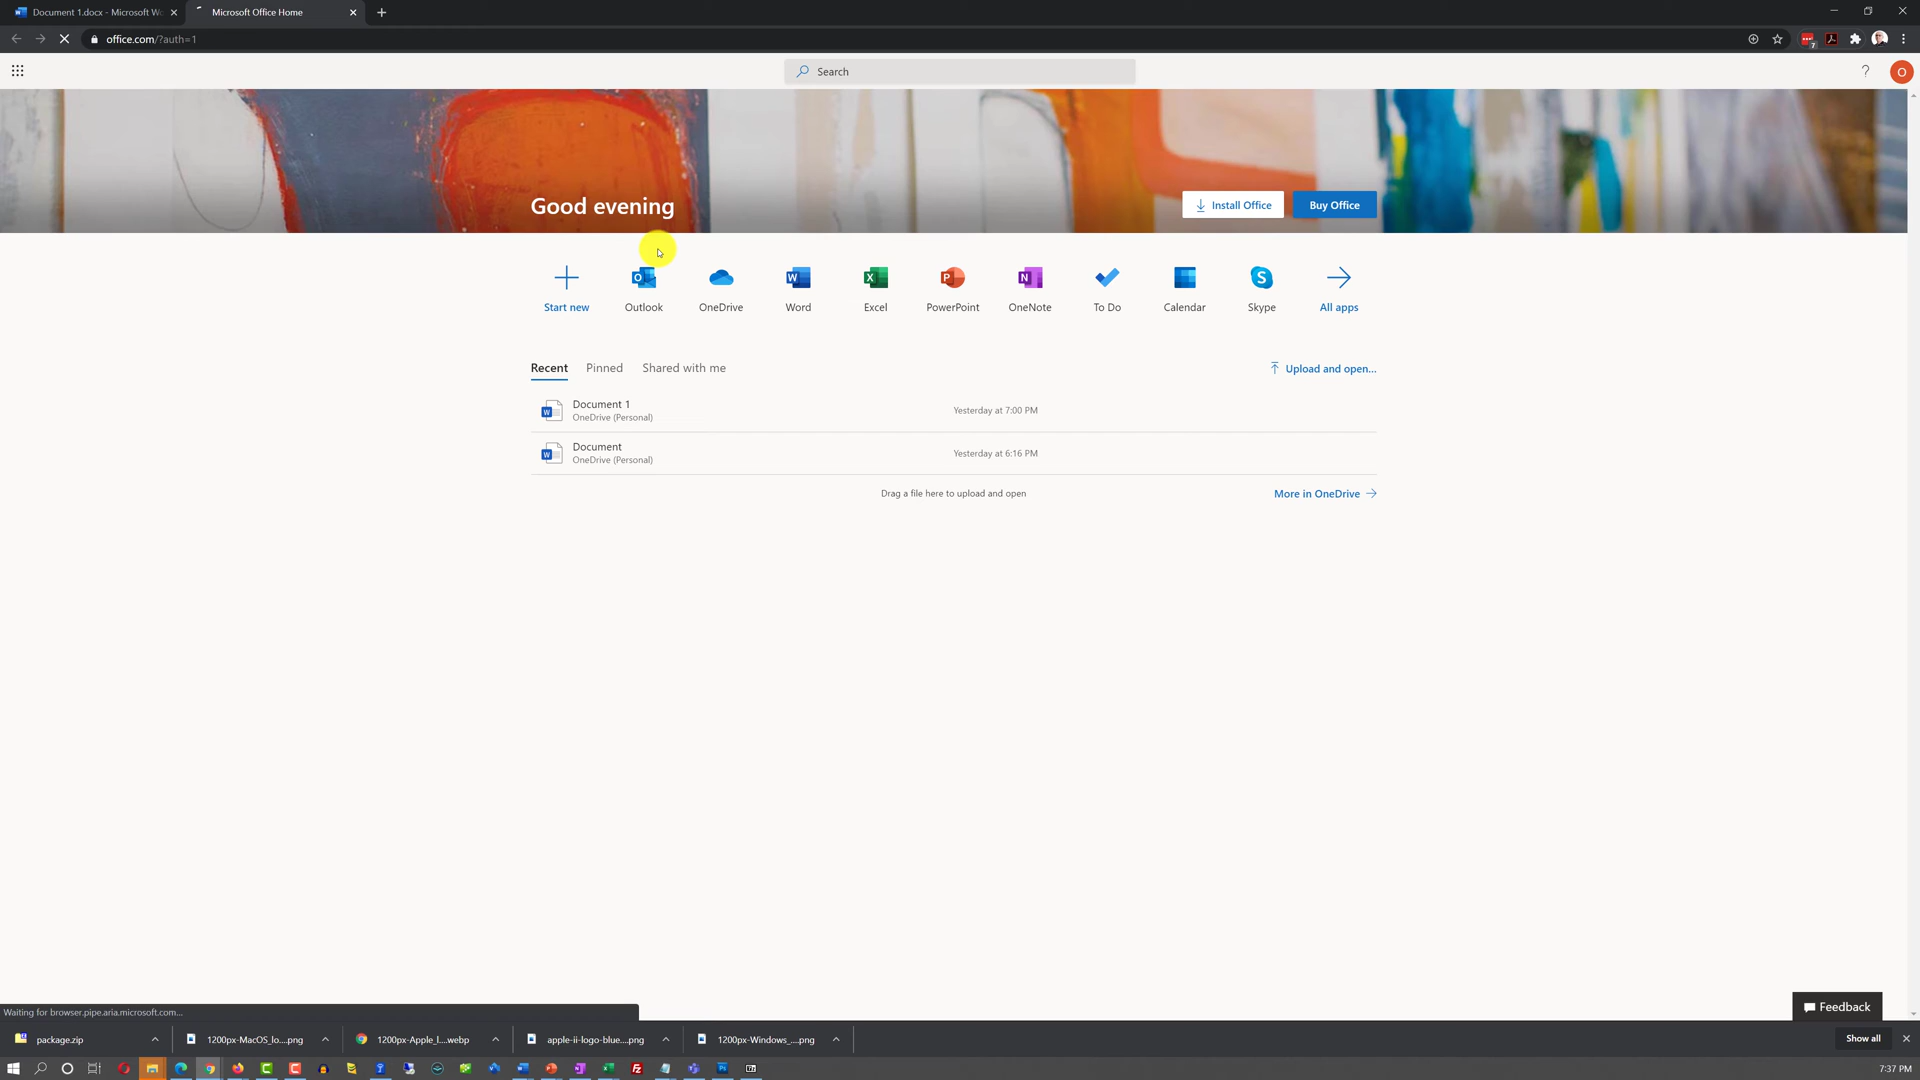 Document 1.docx - Microsoft Wo
Microsoft Office Home
office.com/?auth=1
Search
O
Good evening
Install Office
Buy Office
Start new
Outlook
OneDrive
Word
Excel
PowerPoint
OneNote
To Do
Calendar
Skype
All apps
Recent
Pinned
Shared with me
Upload and open...
Document 1
OneDrive (Personal)
Yesterday at 7:00 PM
Document
OneDrive (Personal)
Yesterday at 6:16 PM
Drag a file here to upload and open
More in OneDrive
Feedback
Waiting for browser.pipe.aria.microsoft.com...
package.zip
1200px-MacOS_lo....png
1200px-Apple_l....webp
apple-ii-logo-blue....png
1200px-Windows_....png
Show all
7:37 PM